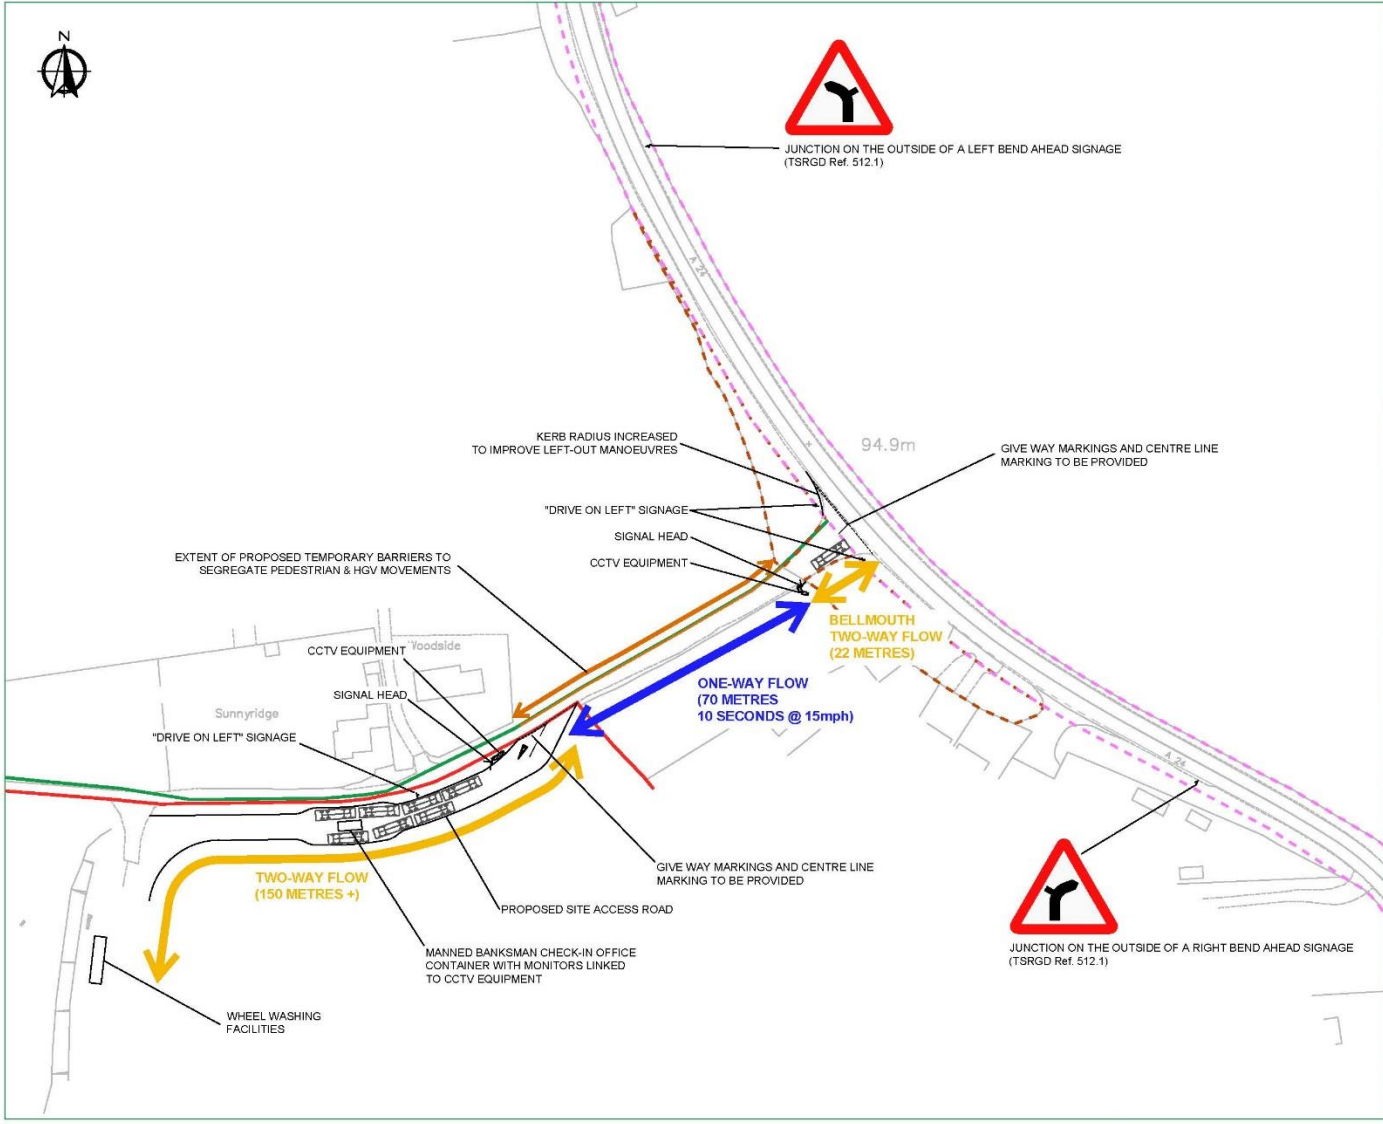 N
JUNCTION ON THE OUTSIDE OF A LEFT BEND AHEAD SIGNAGE
(TSRGD Ref. 512.1)
A 24
94.9m
KERB RADIUS INCREASED
TO IMPROVE LEFT-OUT MANOEUVRES
GIVE WAY MARKINGS AND CENTRE LINE
MARKING TO BE PROVIDED
"DRIVE ON LEFT" SIGNAGE
SIGNAL HEAD
CCTV EQUIPMENT
EXTENT OF PROPOSED TEMPORARY BARRIERS TO
SEGREGATE PEDESTRIAN & HGV MOVEMENTS
BELLMOUTH
TWO-WAY FLOW
(22 METRES)
CCTV EQUIPMENT
Woodside
SIGNAL HEAD
Sunnyridge
"DRIVE ON LEFT" SIGNAGE
ONE-WAY FLOW
(70 METRES
10 SECONDS @ 15mph)
A 24
TWO-WAY FLOW
(150 METRES +)
GIVE WAY MARKINGS AND CENTRE LINE
MARKING TO BE PROVIDED
PROPOSED SITE ACCESS ROAD
MANNED BANKSMAN CHECK-IN OFFICE
CONTAINER WITH MONITORS LINKED
TO CCTV EQUIPMENT
JUNCTION ON THE OUTSIDE OF A RIGHT BEND AHEAD SIGNAGE
(TSRGD Ref. 512.1)
WHEEL WASHING
FACILITIES